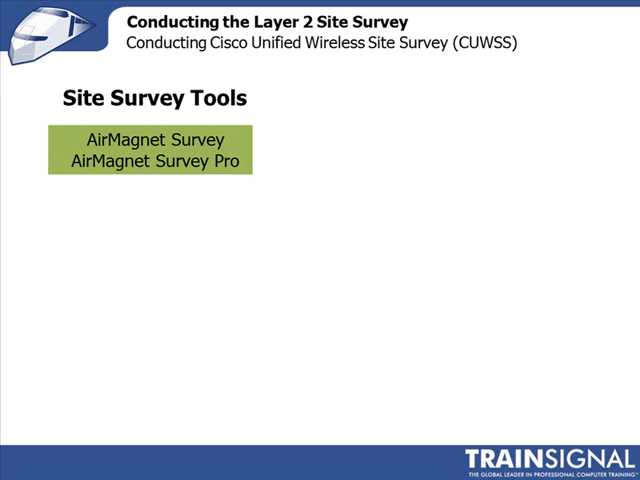 Conducting the Layer 2 Site Survey
Conducting Cisco Unified Wireless Site Survey (CUWSS)
Site Survey Tools
AirMagnet Survey
AirMagnet Survey Pro
TRAINSIGNAL
THE GLOBAL LEADER IN PROFESSIONAL COMPUTER TRAINING™